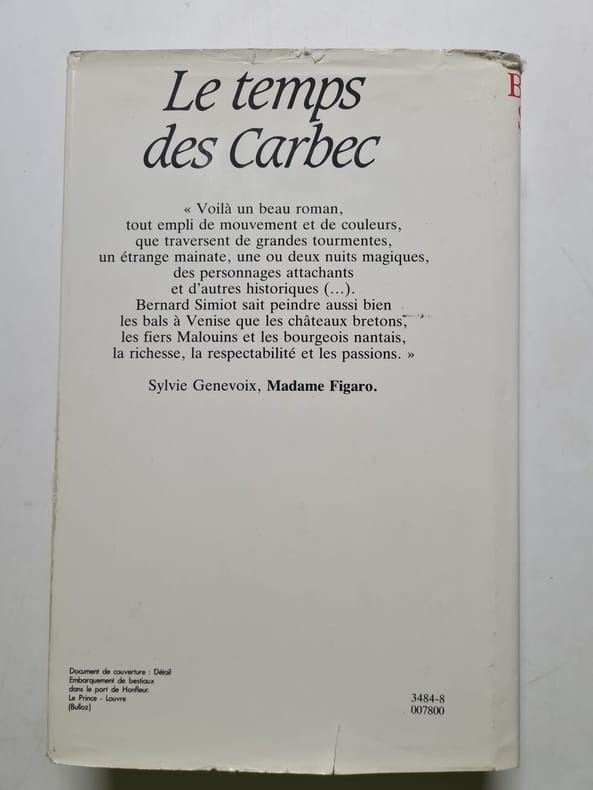 Le temps
des Carbec
« Voilà un beau roman,
tout empli de mouvement et de couleurs,
que traversent de grandes tourmentes,
un étrange mainate, une ou deux nuits magiques,
des personnages attachants
et d'autres historiques (...).
Bernard Simiot sait peindre aussi bien
les bals à Venise que les châteaux bretons,
les fiers Malouins et les bourgeois nantais,
la richesse, la respectabilité et les passions. »
Sylvie Genevoix, Madame Figaro.
Document de couverture : Détail
Embarquement de bestiaux
dans le port de Honfleur.
Le Prince - Louvre
(Bulloz)
3484-8
007800
B
S